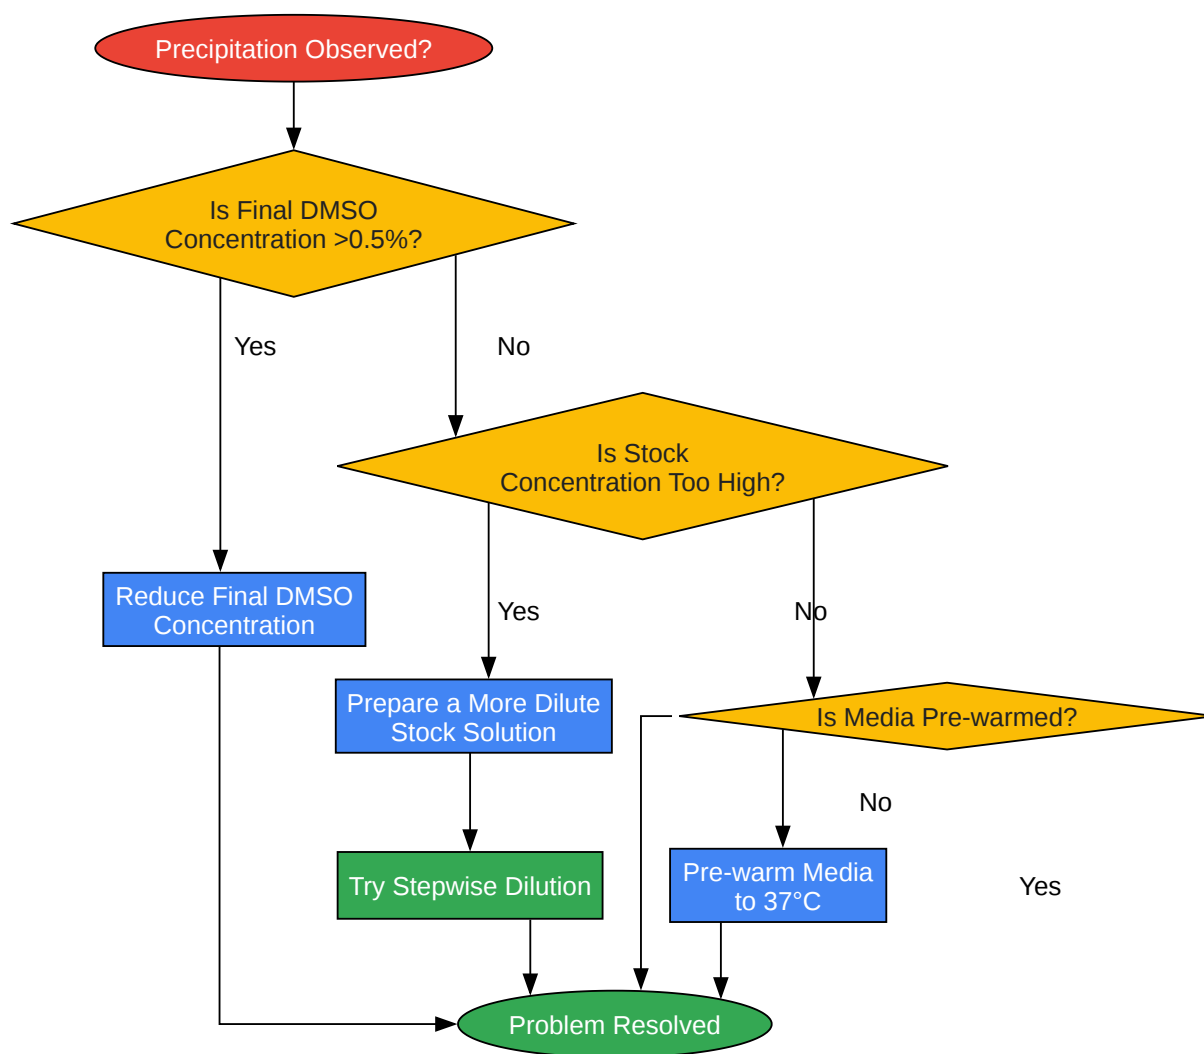 Precipitation Observed?
Is Final DMSO
Concentration >0.5%?
Yes
No
Is Stock
Concentration Too High?
Reduce Final DMSO
Concentration
Yes
No
Prepare a More Dilute
Stock Solution
Is Media Pre-warmed?
No
Try Stepwise Dilution
Pre-warm Media
to 37°C
Yes
Problem Resolved